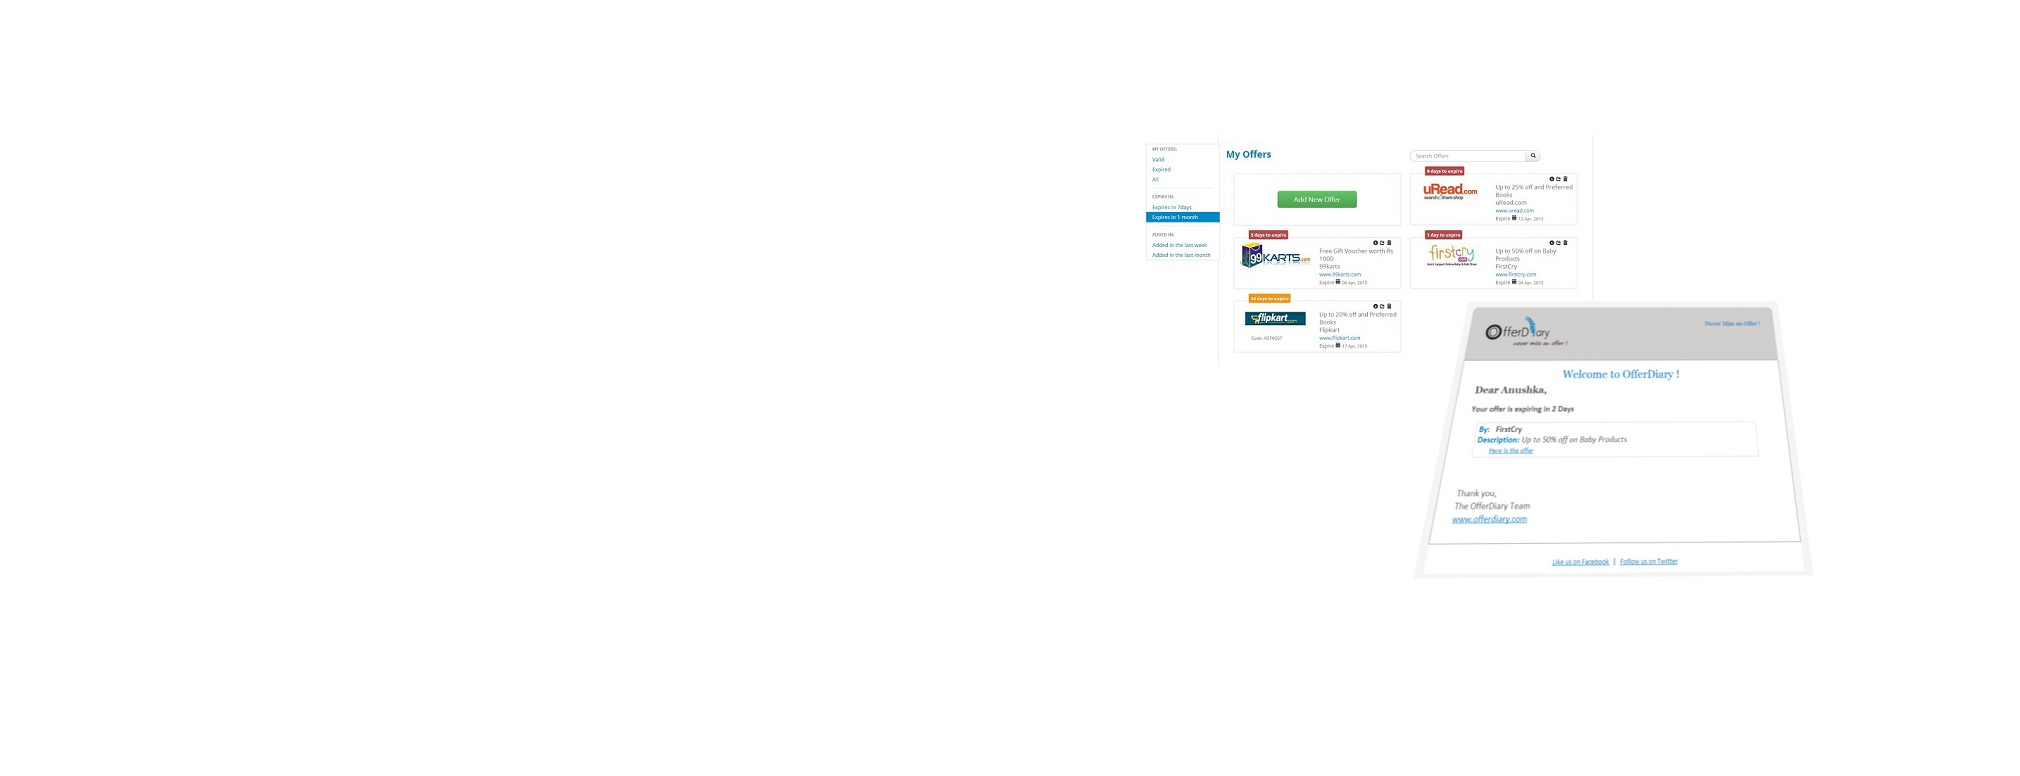 MY OFFERS:
Valid
Expired
All
EXPIRY IN:
Expires in 7days
Expires in 1 month
ADDED IN:
Added in the last week
Added in the last month
My Offers
Search Offers
Add New Offer
9 days to expire
uRead.com
search.share.shop
Up to 25% off and Preferred
Books
uRead.com
www.uread.com
Expire 12 Apr, 2013
5 days to expire
99KARTS.com
Free Gift Voucher worth Rs
1000
99karts
www.99karts.com
Expire 05 Apr, 2013
1 day to expire
firstcry
.com
Up to 50% off on Baby
Products
FirstCry
www.firstcry.com
Expire 04 Apr, 2013
14 days to expire
flipkart.com
Up to 20% off and Preferred
Books
Flipkart
www.flipkart.com
Expire 17 Apr, 2013
OfferDiary
never miss an offer !
Never Miss an Offer !
Welcome to OfferDiary !
Dear Anushka,
Your offer is expiring in 2 Days
By: FirstCry
Description: Up to 50% off on Baby Products
Here is the offer
Thank you,
The OfferDiary Team
www.offerdiary.com
Like us on Facebook | Follow us on Twitter